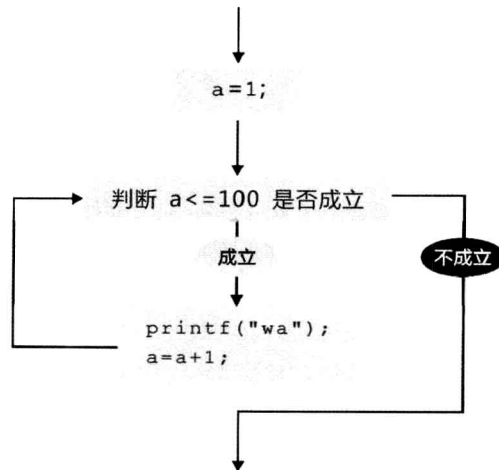 a=1;
判断 a<=100 是否成立
成立
不成立
printf("wa");
a=a+1;